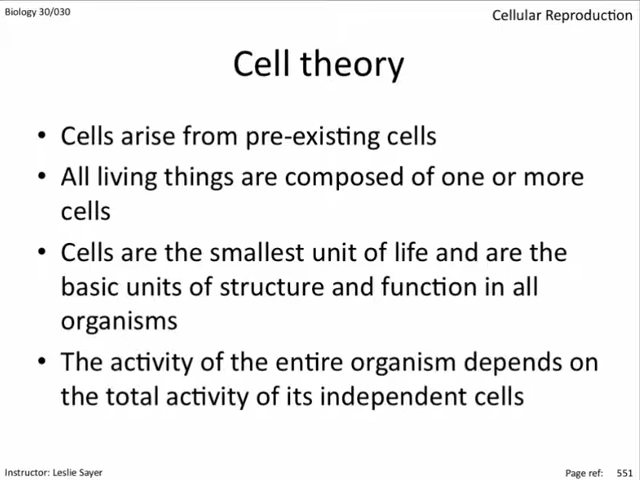 Biology 30/030
Cellular Reproduction
Cell theory
• Cells arise from pre-existing cells
• All living things are composed of one or more
cells
• Cells are the smallest unit of life and are the
basic units of structure and function in all
organisms
• The activity of the entire organism depends on
the total activity of its independent cells
Instructor: Leslie Sayer
Page ref: 551